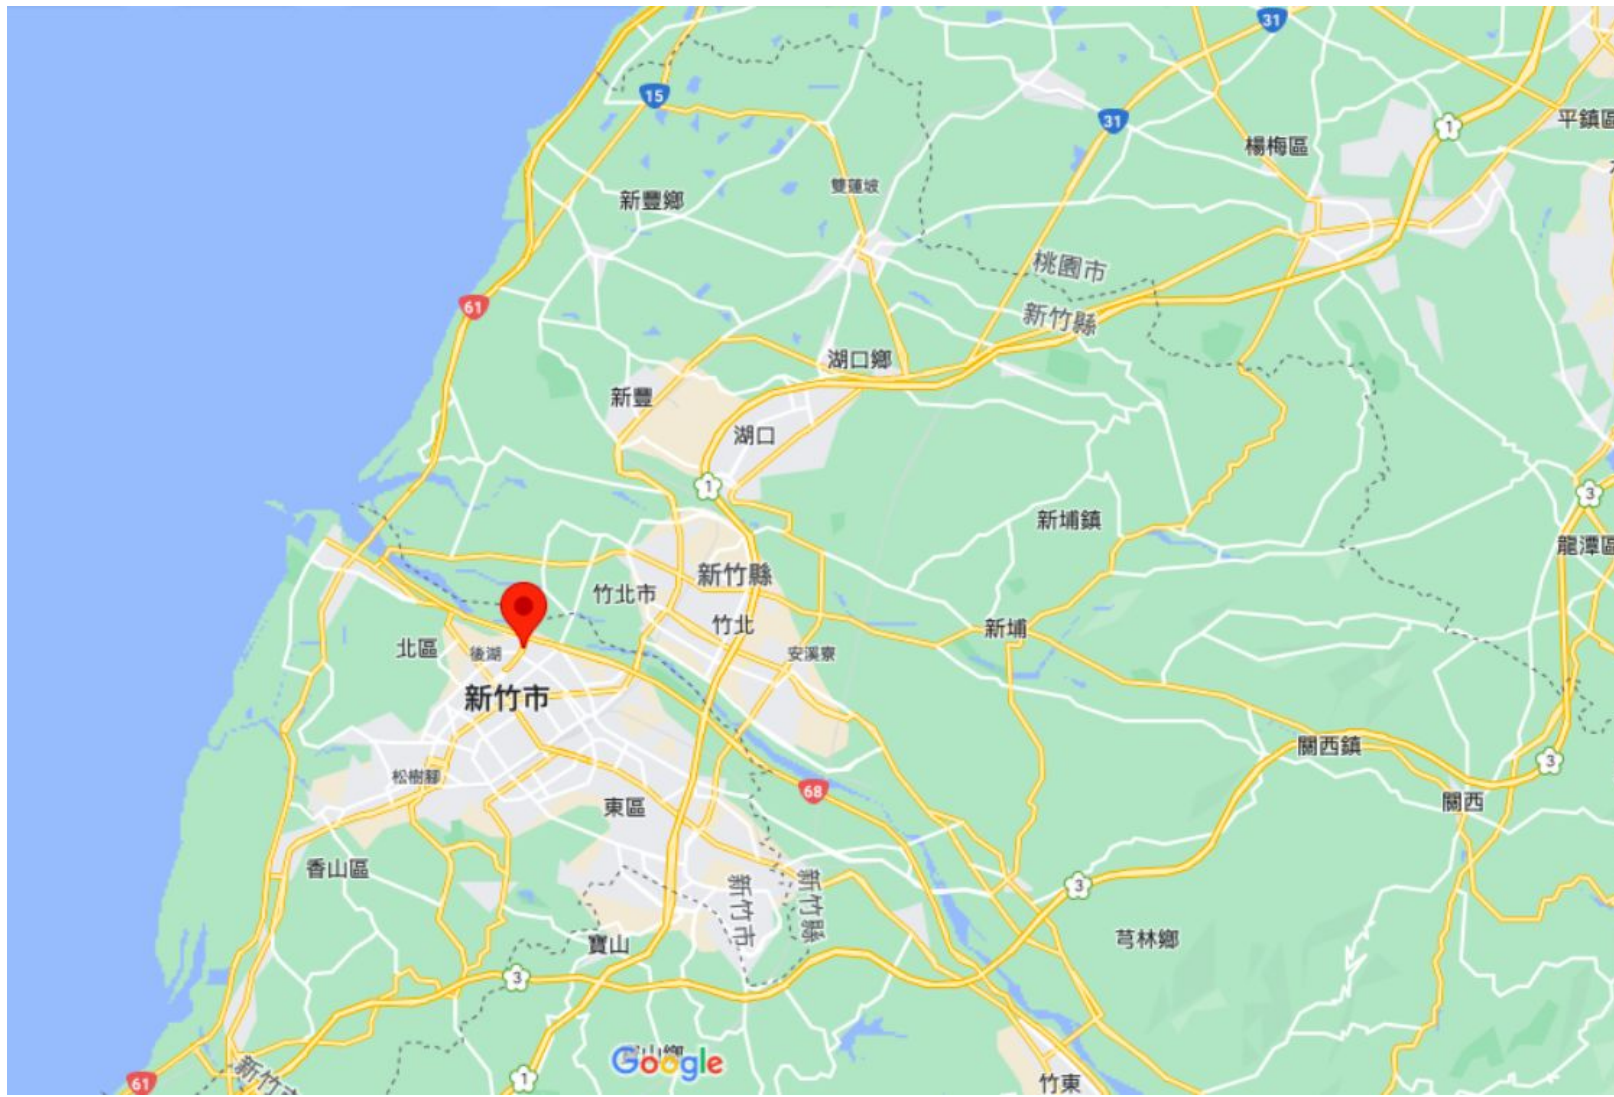 31
15
31
1
平鎮區
楊梅區
雙蓮坡
新豐鄉
桃園市
61
新竹縣
湖口鄉
新豐
湖口
1
3
新埔鎮
龍潭區
新竹縣
竹北市
竹北
新埔
北區
後湖
安溪寮
新竹市
關西鎮
3
松樹腳
68
關西
東區
香山區
3
新竹市
新竹縣
芎林鄉
寶山
3
Google
1
61
竹東